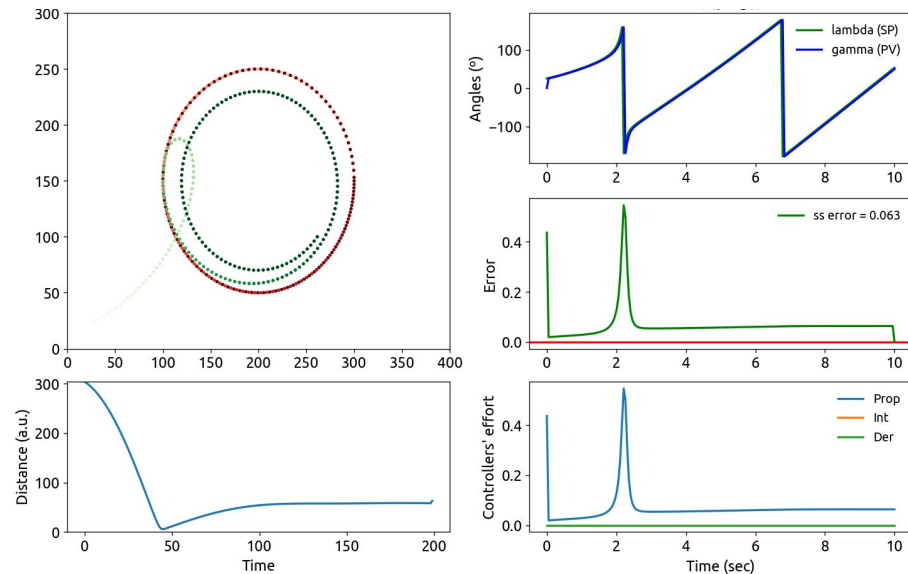 300
250
200
150
100
50
0
0 50 100 150 200 250 300 350 400
Angles (º)
100
0
−100
lambda (SP)
gamma (PV)
0 2 4 6 8 10
Error
0.4
0.2
0.0
ss error = 0.063
0 2 4 6 8 10
Distance (a.u.)
300
200
100
0
0 50 100 150 200
Time
Controllers' effort
0.4
0.2
0.0
Prop
Int
Der
0 2 4 6 8 10
Time (sec)